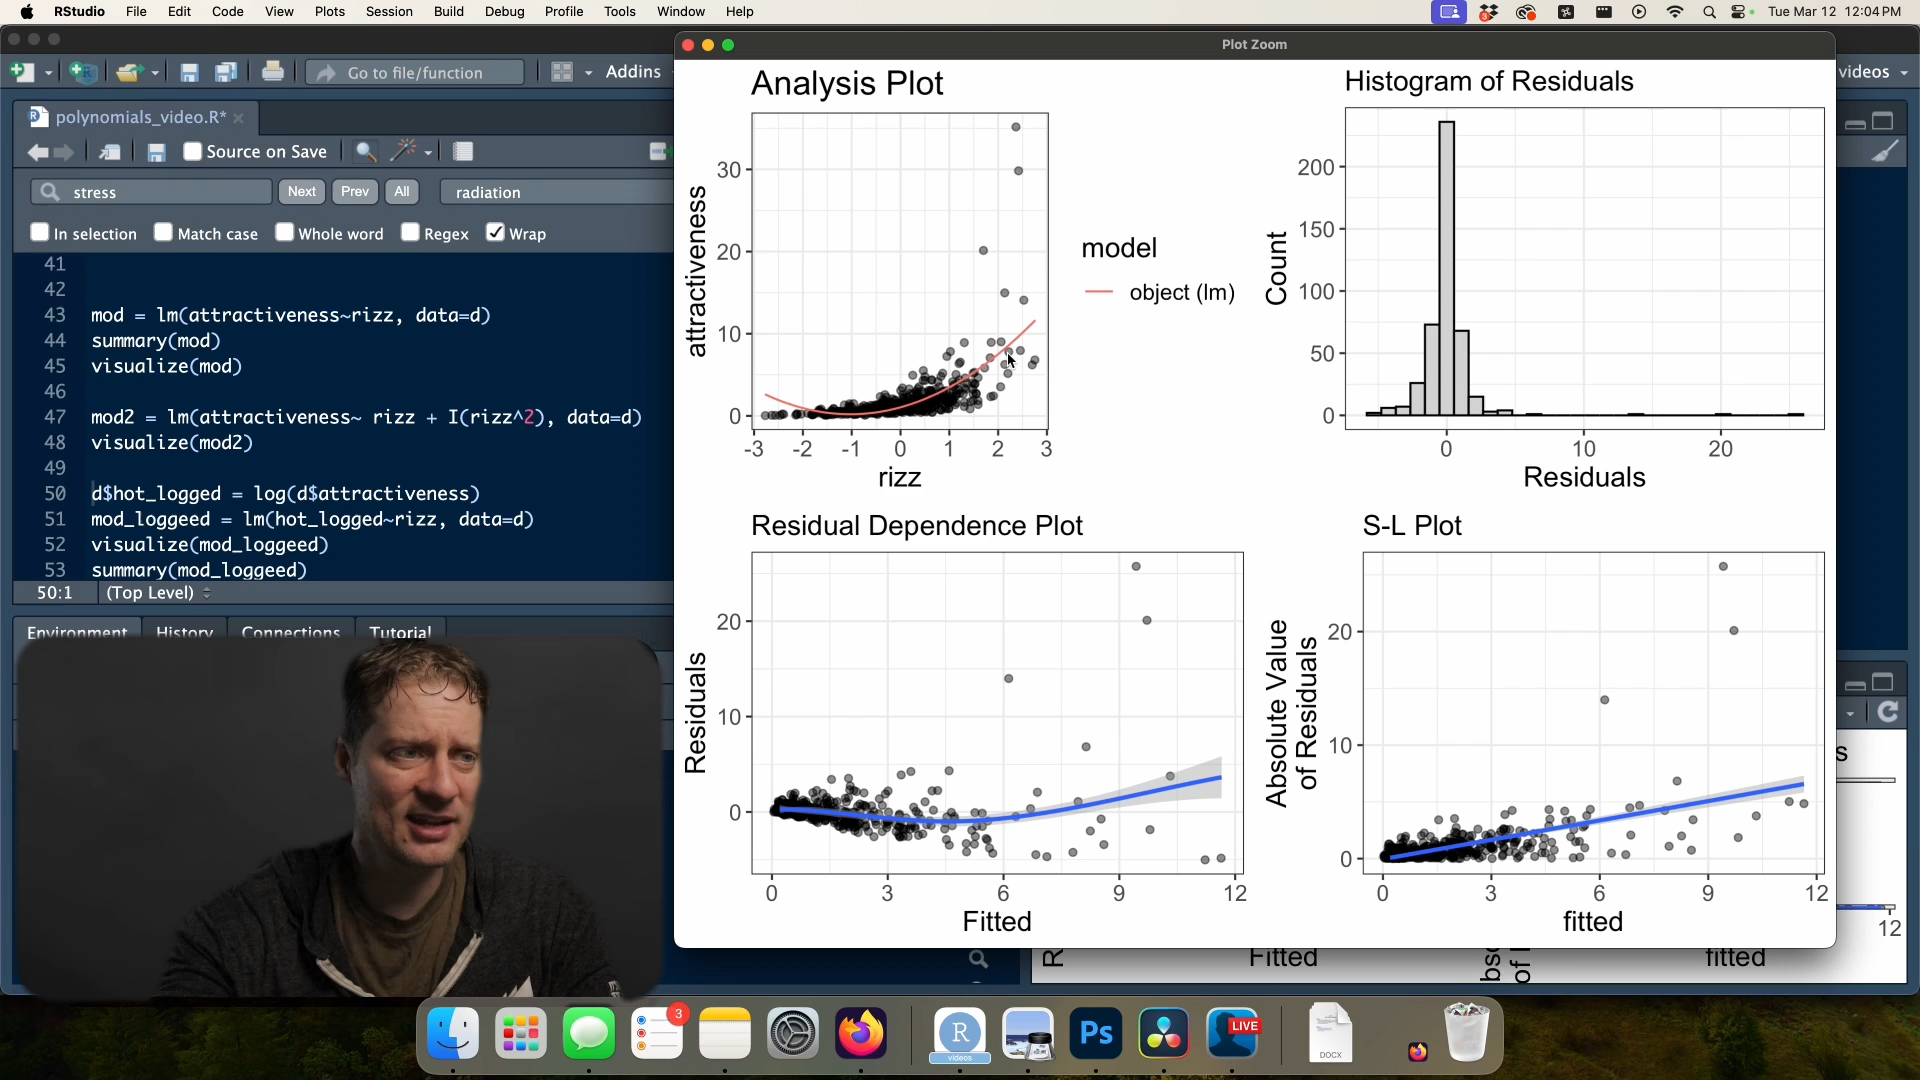 RStudio File Edit Code View Plots Session Build Debug Profile Tools Window Help
3
Tue Mar 12 12:04 PM
Go to file/function
Addins
polynomials_video.R*
Source on Save
stress
Next
Prev
All
radiation
In selection
Match case
Whole word
Regex
Wrap
41
42
43 mod = lm(attractiveness~rizz, data=d)
44 summary(mod)
45 visualize(mod)
46
47 mod2 = lm(attractiveness~ rizz + I(rizz^2), data=d)
48 visualize(mod2)
49
50 d$hot_logged = log(d$attractiveness)
51 mod_loggeed = lm(hot_logged~rizz, data=d)
52 visualize(mod_loggeed)
53 summary(mod_loggeed)
50:1 (Top Level)
Environment History Connections Tutorial
Plot Zoom
Analysis Plot
attractiveness
30
20
10
0
-3 -2 -1 0 1 2 3
rizz
model
object (lm)
Histogram of Residuals
Count
200
150
100
50
0
0 10 20
Residuals
Residual Dependence Plot
Residuals
20
10
0
0 3 6 9 12
Fitted
S-L Plot
Absolute Value
of Residuals
20
10
0
0 3 6 9 12
fitted
videos
s
12
R
Fitted
fitted
3
R
videos
Ps
LIVE
DOCX